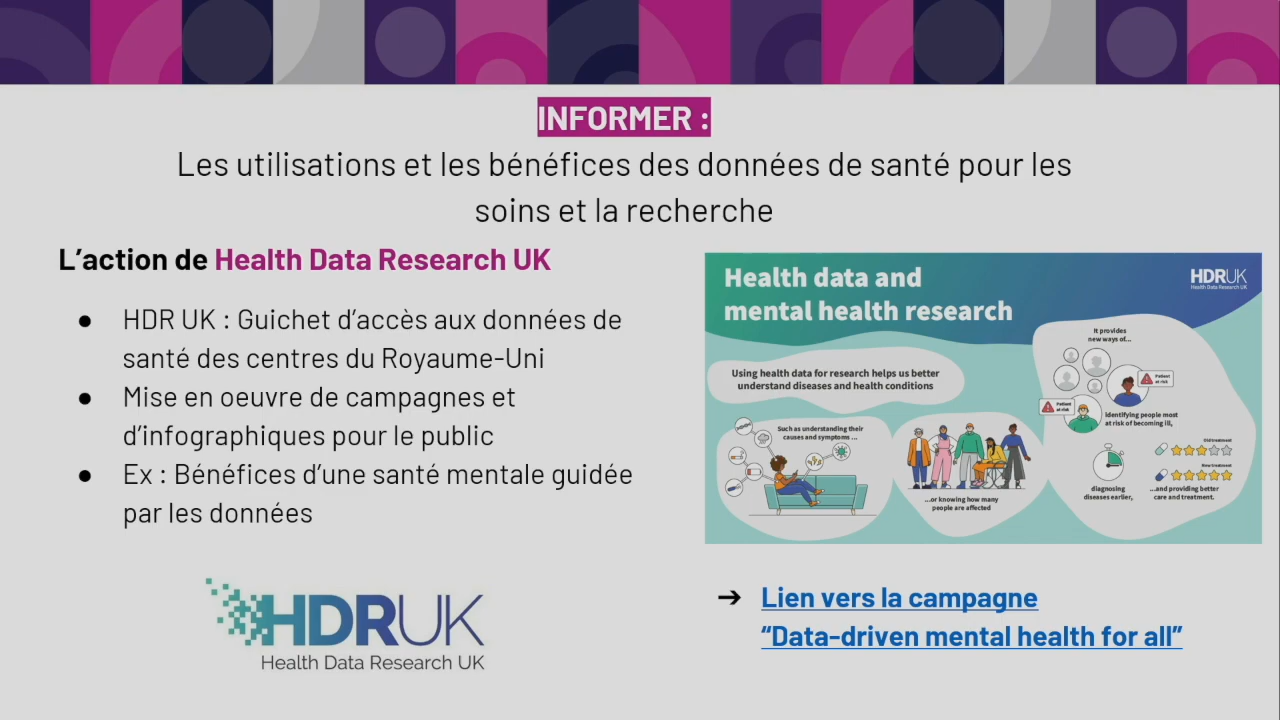 INFORMER :
Les utilisations et les bénéfices des données de santé pour les
soins et la recherche
L’action de Health Data Research UK
● HDR UK : Guichet d’accès aux données de
santé des centres du Royaume-Uni
● Mise en oeuvre de campagnes et
d’infographiques pour le public
● Ex : Bénéfices d’une santé mentale guidée
par les données
HDRUK
Health Data Research UK
Health data and
mental health research
HDRUK
Health Data Research UK
Using health data for research helps us better
understand diseases and health conditions
Such as understanding their
causes and symptoms ...
...or knowing how many
people are affected
It provides
new ways of...
Patient
at risk
Patient
at risk
identifying people most
at risk of becoming ill,
diagnosing
diseases earlier,
Old treatment
New treatment
...and providing better
care and treatment.
➔ Lien vers la campagne
“Data-driven mental health for all”